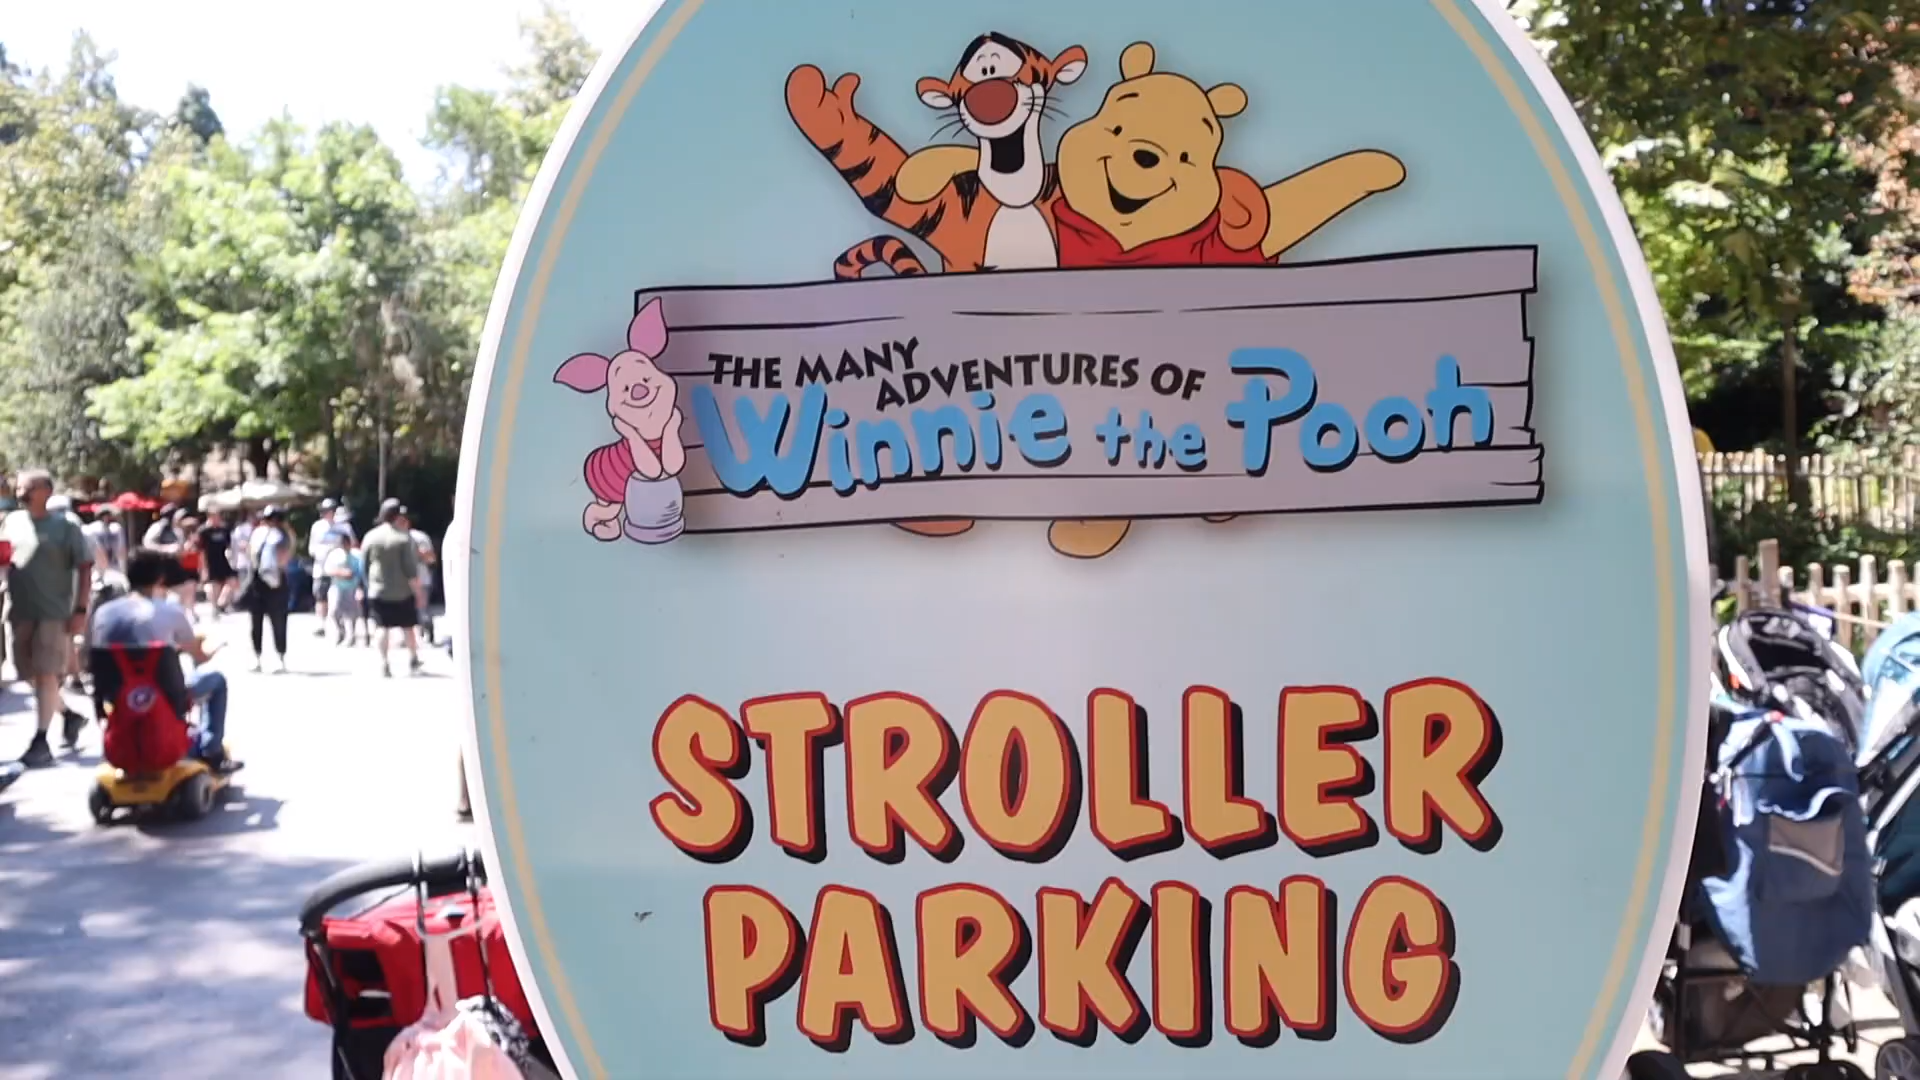 THE MANY
ADVENTURES OF
Winnie the Pooh
STROLLER
PARKING